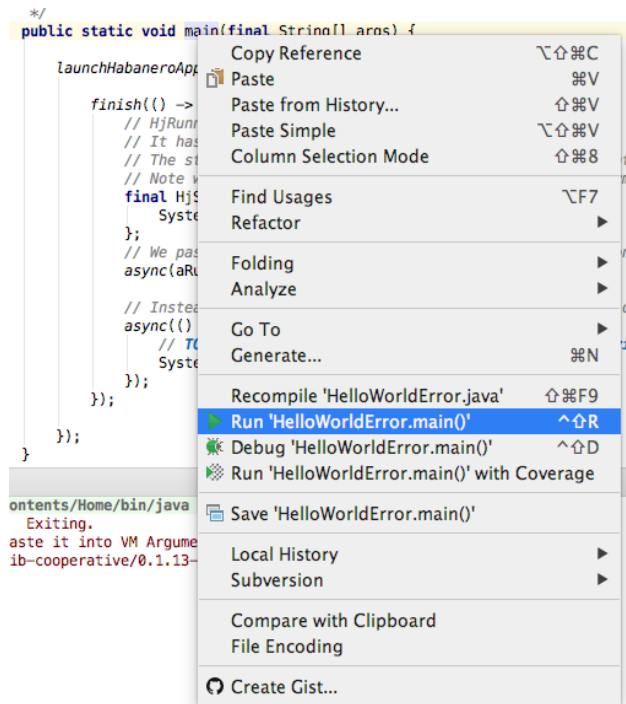 */
public static void main(final String[] args) {
launchHabaneroApp
finish(() ->
// HjRunn
// It has
// The st
// Note w
final HjS
Syste
};
// We pas
async(aRu
// Instea
async(()
// TO
Syste
});
});
});
}
ontents/Home/bin/java
Exiting.
aste it into VM Argume
ib-cooperative/0.1.13-
Copy Reference ⌥⇧⌘C
Paste ⌘V
Paste from History... ⇧⌘V
Paste Simple ⌥⇧⌘V
Column Selection Mode ⇧⌘8
Find Usages ⌥F7
Refactor
Folding
Analyze
Go To
Generate... ⌘N
Recompile 'HelloWorldError.java' ⇧⌘F9
Run 'HelloWorldError.main()' ^⇧R
Debug 'HelloWorldError.main()' ^⇧D
Run 'HelloWorldError.main()' with Coverage
Save 'HelloWorldError.main()'
Local History
Subversion
Compare with Clipboard
File Encoding
Create Gist...